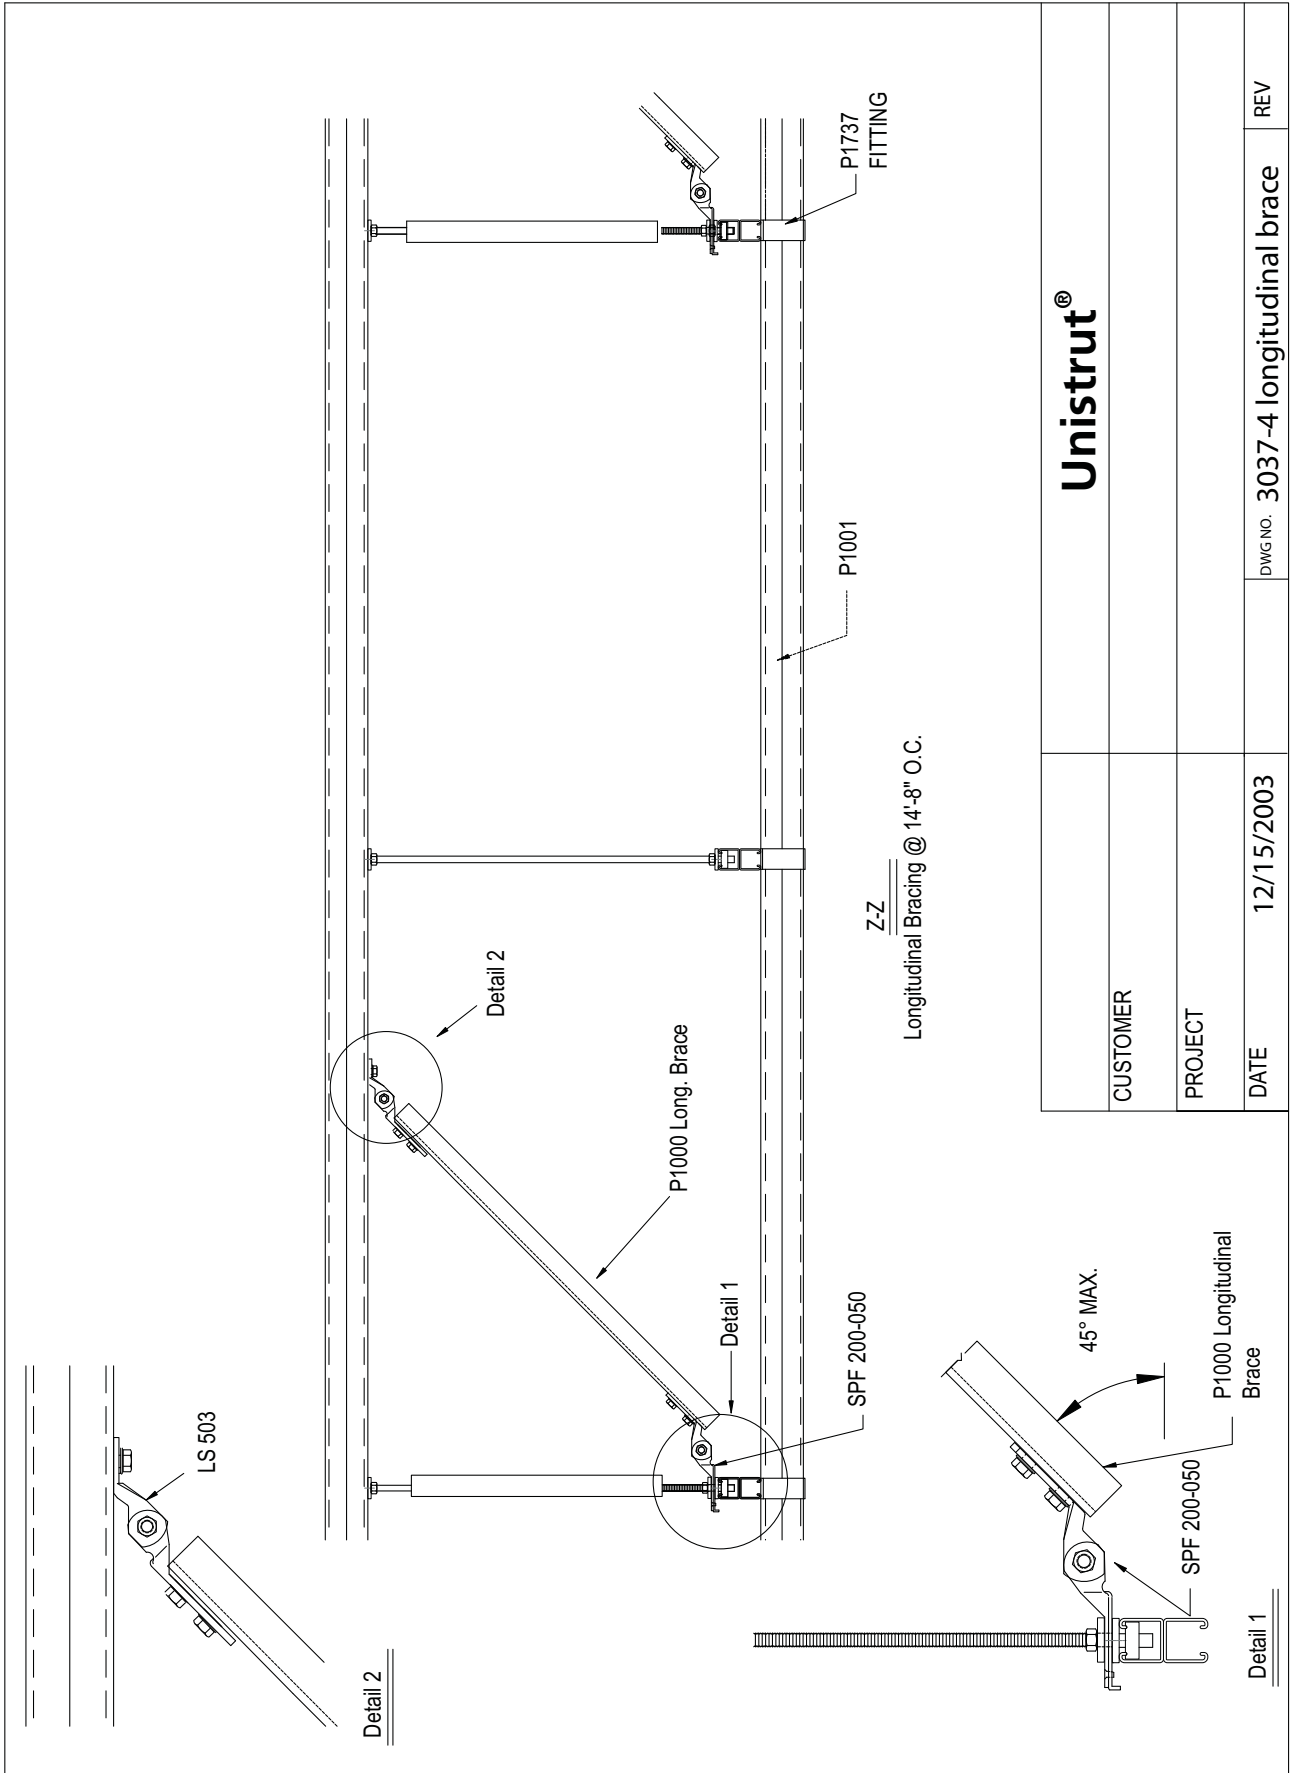 LS 503
Detail 2
Detail 2
P1000 Long. Brace
Detail 1
SPF 200-050
P1001
P1737
FITTING
Z-Z
Longitudinal Bracing @ 14'-8" O.C.
45° MAX.
P1000 Longitudinal
Brace
SPF 200-050
Detail 1
Unistrut®
CUSTOMER
PROJECT
DATE 12/15/2003 DWG NO. 3037-4 longitudinal brace REV